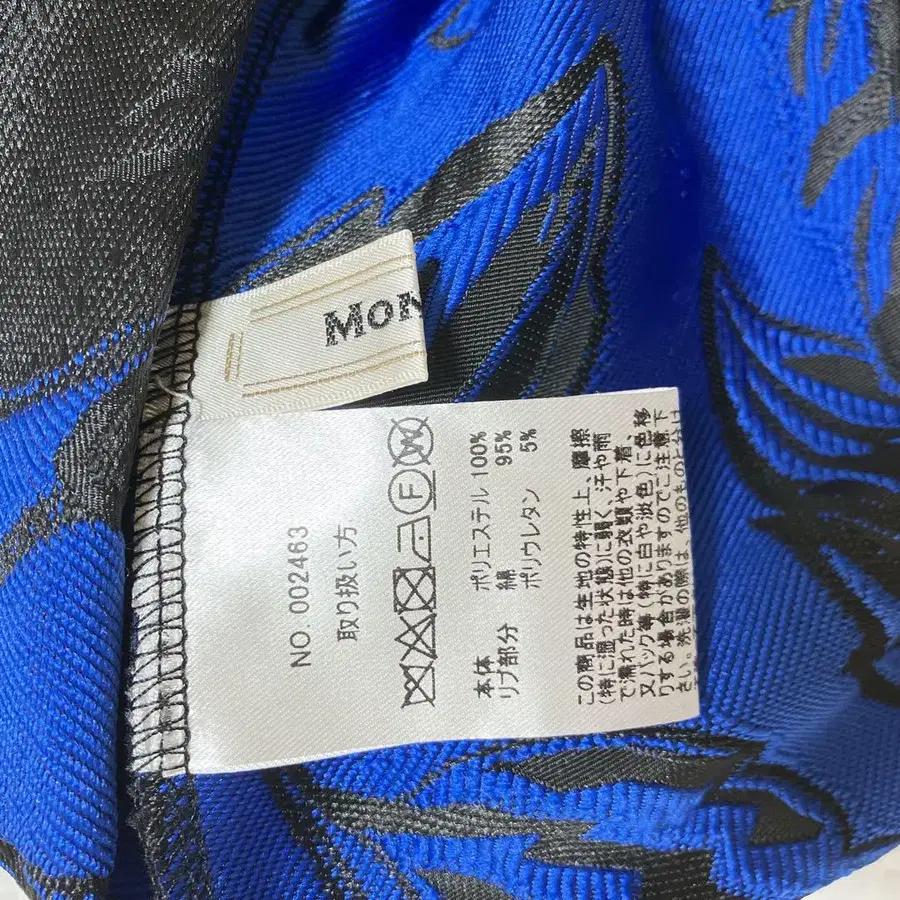 Mon
NO. 002463
取り扱い方
F
W
本体 ポリエステル 100%
リブ部分 綿 95%
ポリウレタン 5%
この商品は生地の特性上、摩擦
(特に湿った状態)に弱く、汗や雨
で濡れた時は他の衣類や下着、
又バック等(特に白や淡色)に色移
りする場合がありますのでご注意下
さい。洗濯の際は、他のものと分け